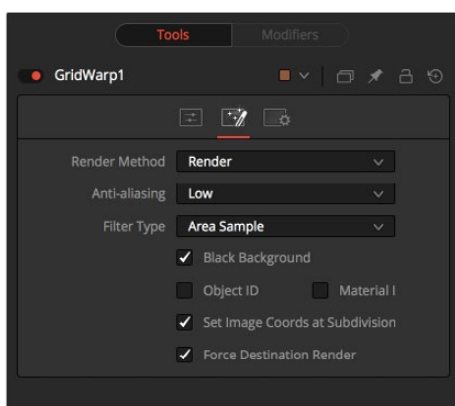 Tools Modifiers
GridWarp1
Render Method Render
Anti-aliasing Low
Filter Type Area Sample
Black Background
Object ID Material I
Set Image Coords at Subdivision
Force Destination Render